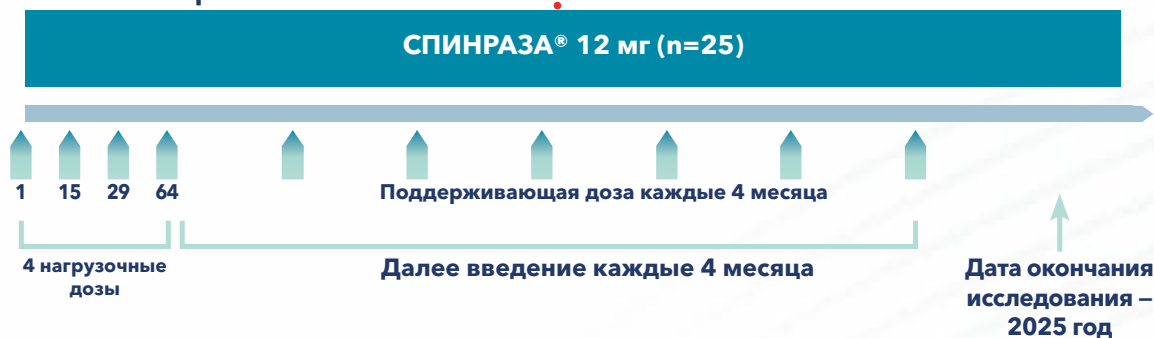 СПИНРАЗА® 12 мг (n=25)
1 15 29 64 Поддерживающая доза каждые 4 месяца
4 нагрузочные
дозы
Далее введение каждые 4 месяца
Дата окончания
исследования –
2025 год